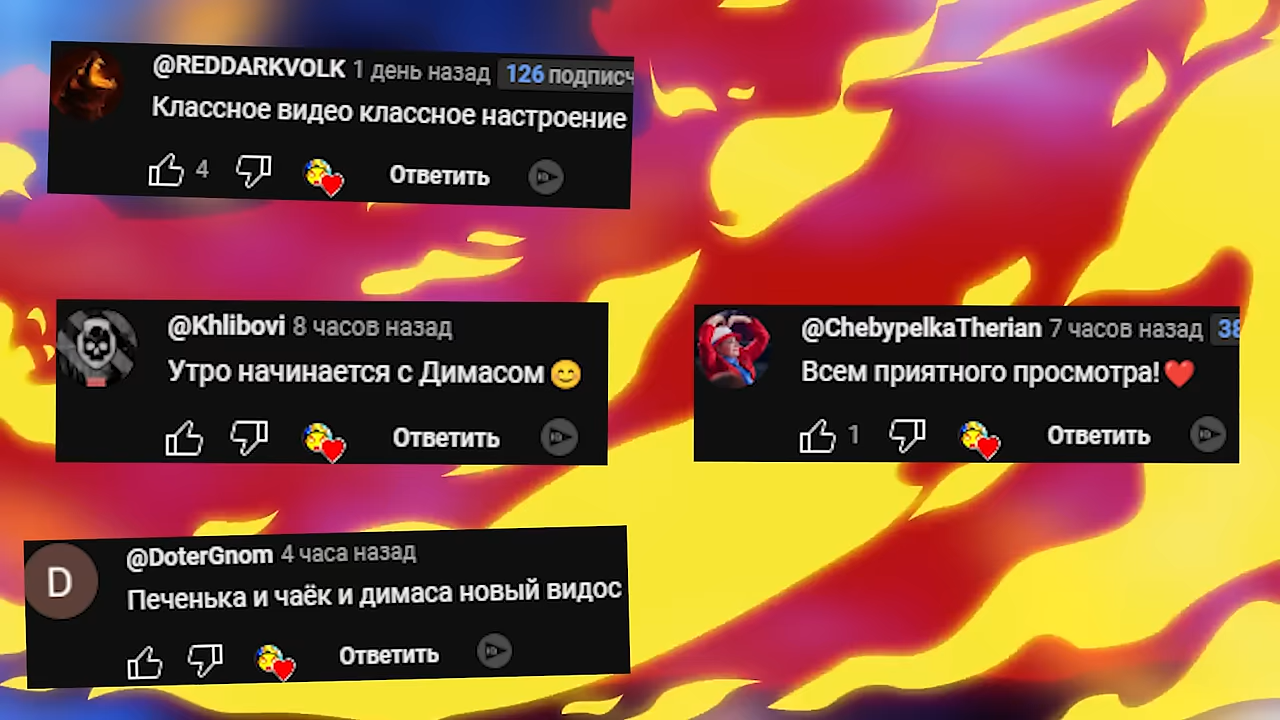 @REDDARKVOLK 1 день назад 126 подписч
Классное видео классное настроение
4 Ответить
@Khlibovi 8 часов назад
Утро начинается с Димасом 😊
Ответить
@ChebypelkaTherian 7 часов назад 38
Всем приятного просмотра!❤️
1 Ответить
D
@DoterGnom 4 часа назад
Печенька и чаёк и димаса новый видос
Ответить